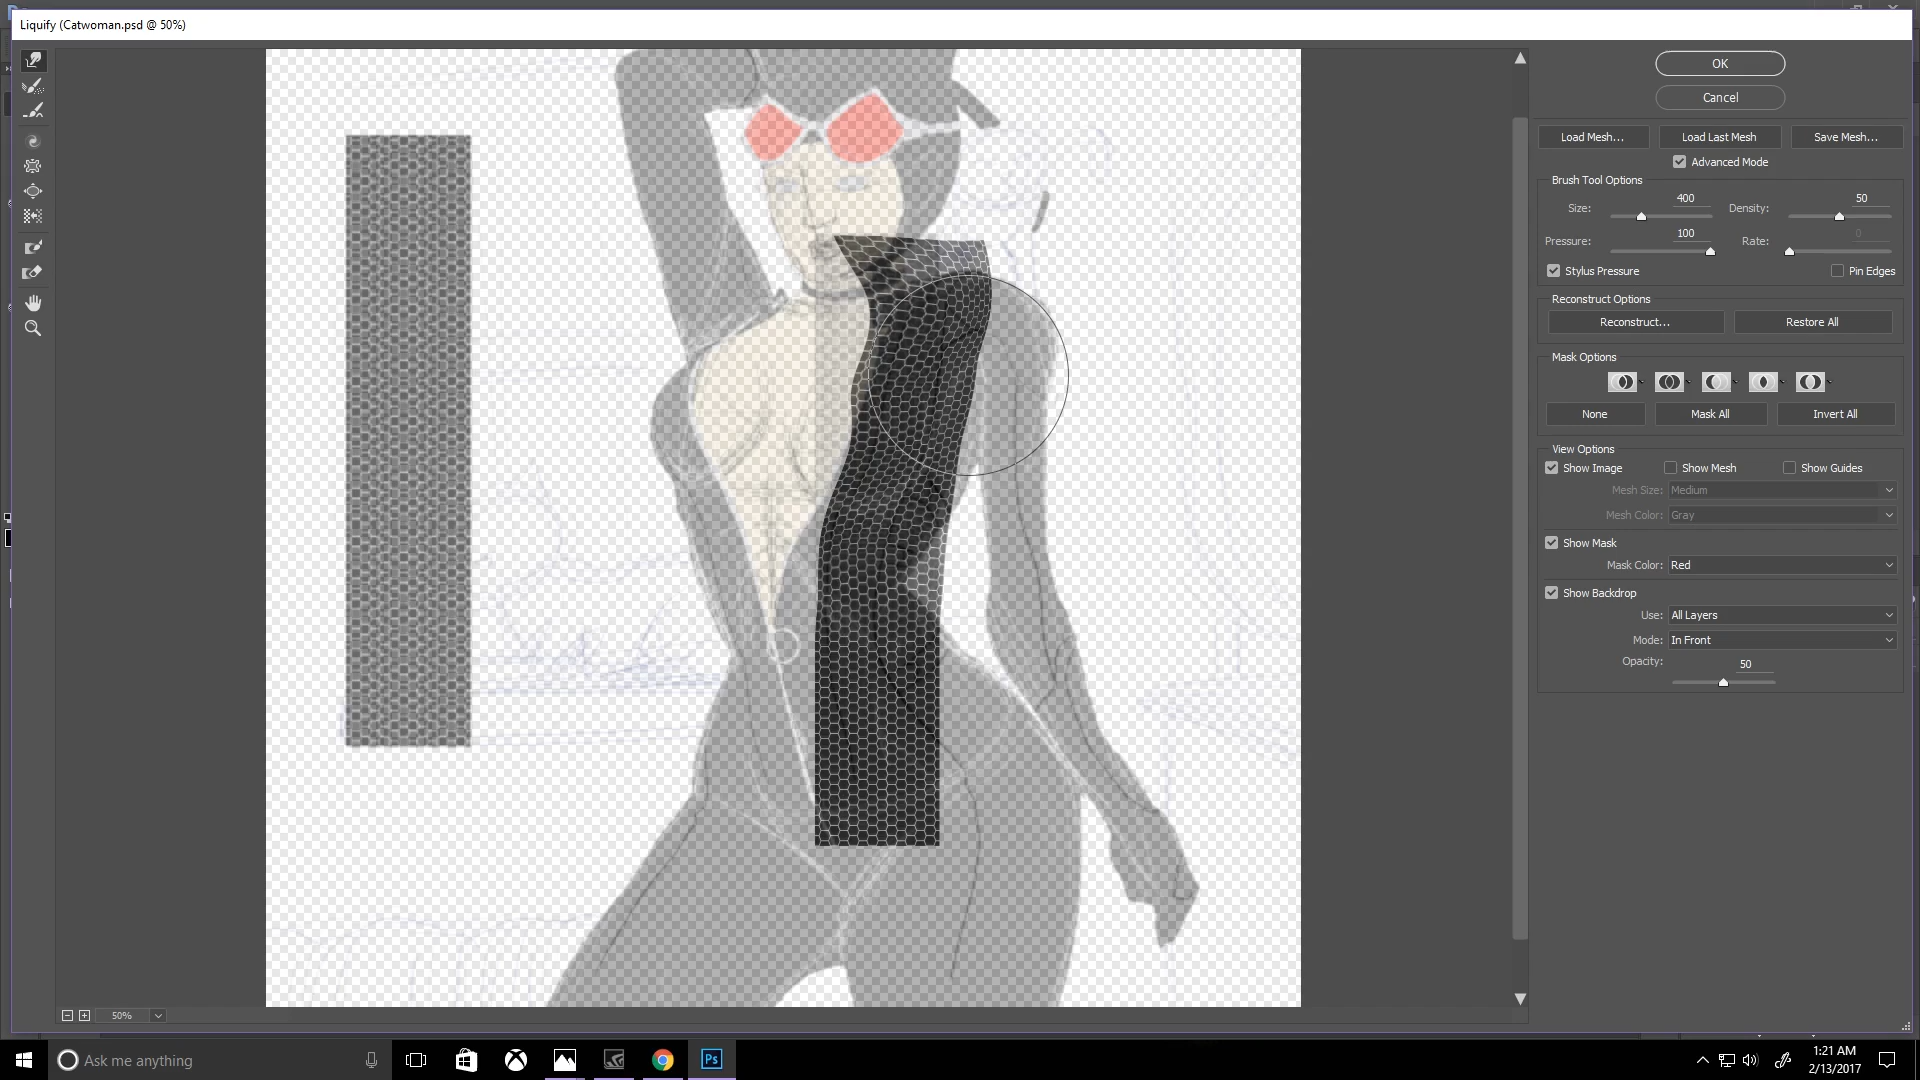 Liquify (Catwoman.psd @ 50%)
OK
Cancel
Load Mesh...
Load Last Mesh
Save Mesh...
Advanced Mode
Brush Tool Options
Size: 400
Density: 50
Pressure: 100
Rate: 0
Stylus Pressure
Pin Edges
Reconstruct Options
Reconstruct...
Restore All
Mask Options
None
Mask All
Invert All
View Options
Show Image
Show Mesh
Show Guides
Mesh Size: Medium
Mesh Color: Gray
Show Mask
Mask Color: Red
Show Backdrop
Use: All Layers
Mode: In Front
Opacity: 50
50%
Ask me anything
Ps
1:21 AM
2/13/2017